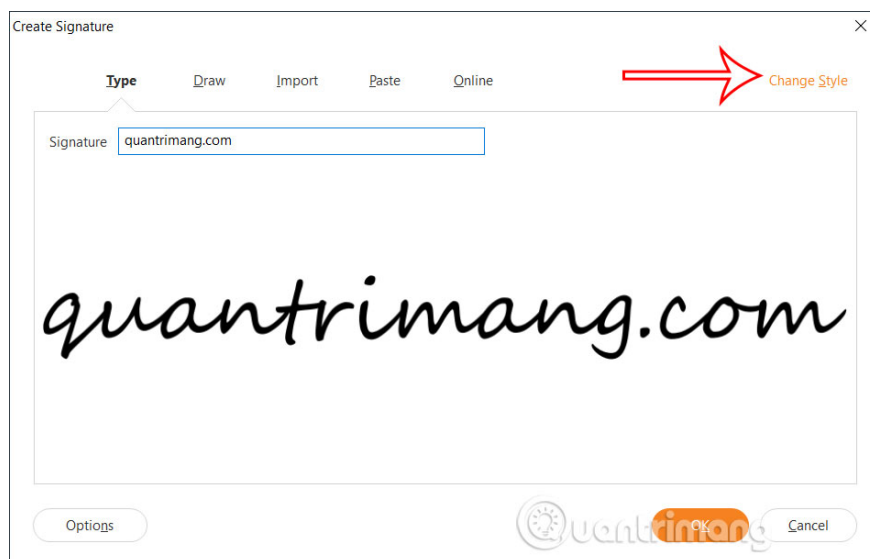 Create Signature
Type Draw Import Paste Online Change Style
Signature quantrimang.com
quantrimang.com
Options OK Cancel
Quantrimang